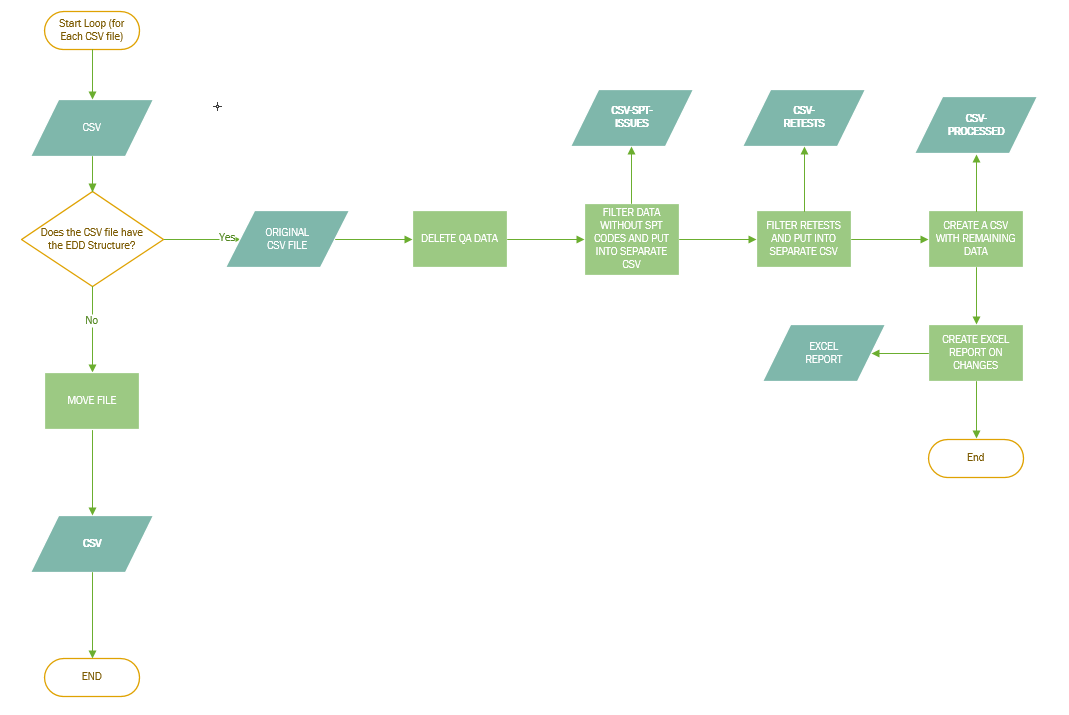 Start Loop (for
Each CSV file)
CSV
Does the CSV file have
the EDD Structure?
Yes
ORIGINAL
CSV FILE
DELETE QA DATA
FILTER DATA
WITHOUT SPT
CODES AND PUT
INTO SEPARATE
CSV
CSV-SPT-
ISSUES
FILTER RETESTS
AND PUT INTO
SEPARATE CSV
CSV-
RETESTS
CREATE A CSV
WITH REMAINING
DATA
CSV-
PROCESSED
CREATE EXCEL
REPORT ON
CHANGES
EXCEL
REPORT
End
No
MOVE FILE
CSV
END